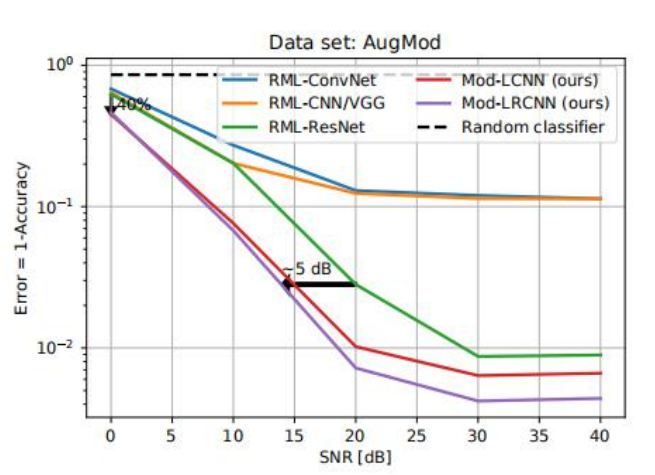 Data set: AugMod
10⁰
RML-ConvNet
Mod-LCNN (ours)
40%
RML-CNN/VGG
Mod-LRCNN (ours)
RML-ResNet
Random classifier
Error = 1-Accuracy
10⁻¹
~5 dB
10⁻²
0 5 10 15 20 25 30 35 40
SNR [dB]